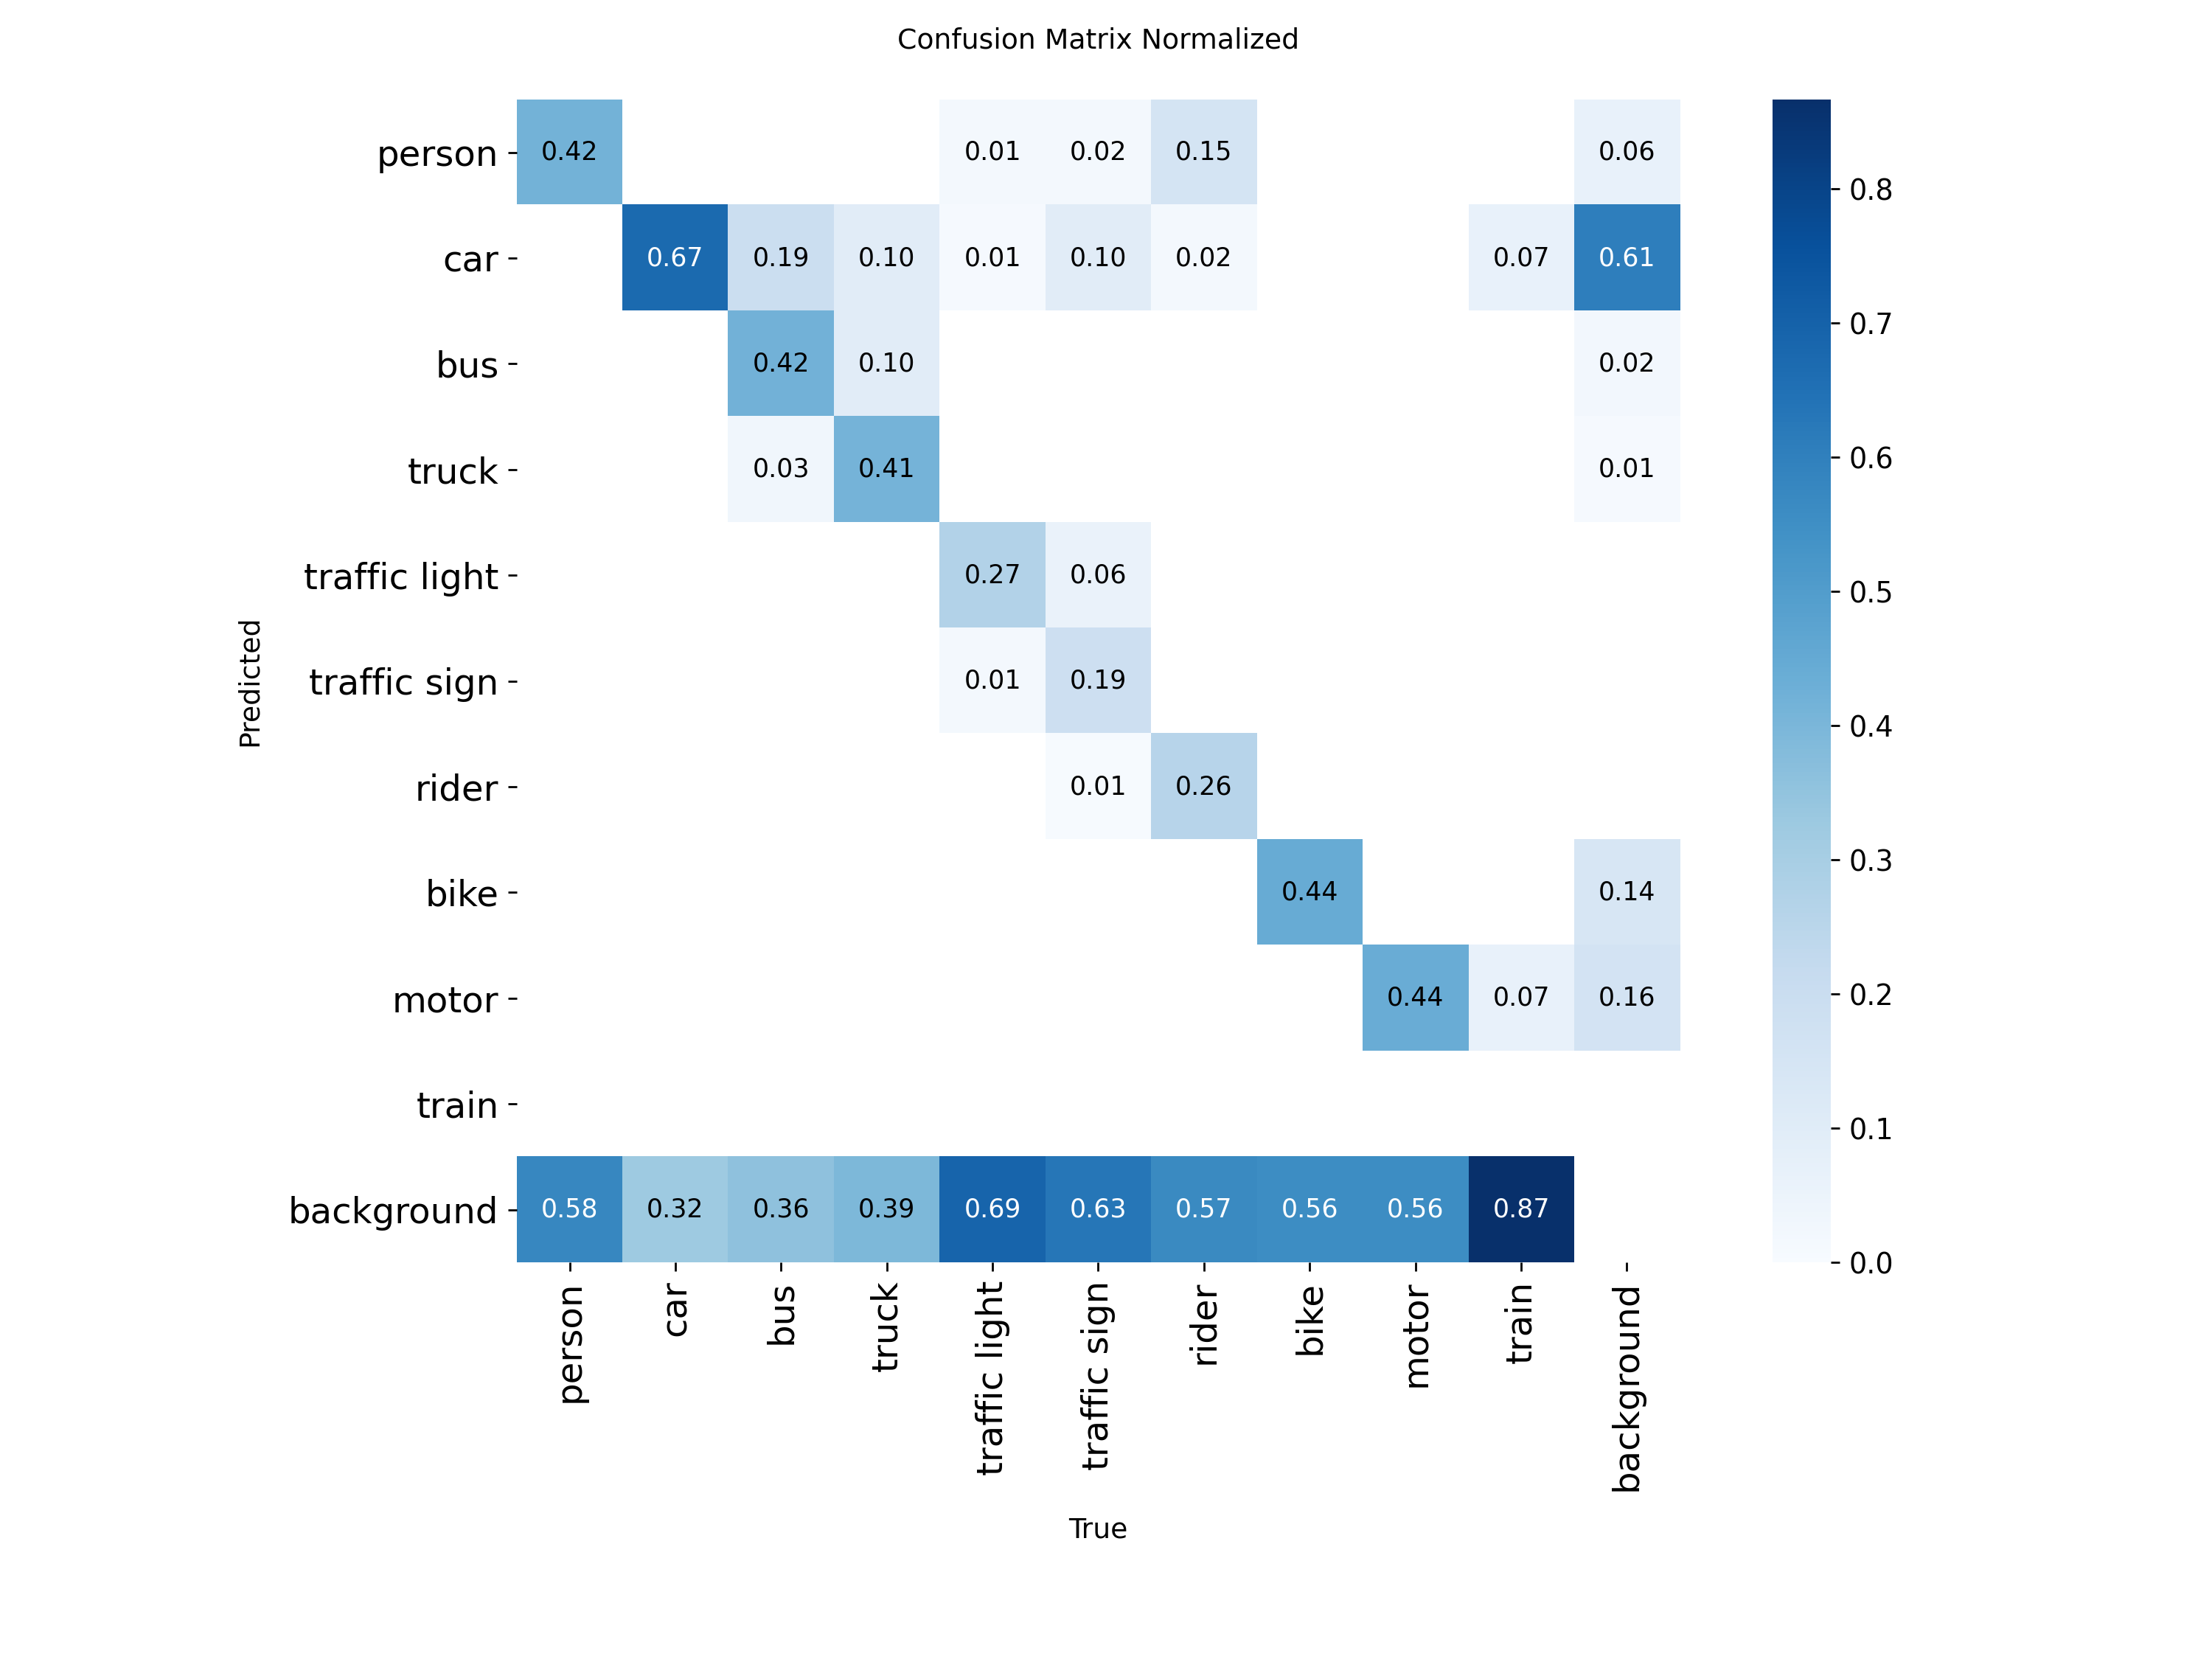 Confusion Matrix Normalized
person 0.42 0.01 0.02 0.15 0.06
car 0.67 0.19 0.10 0.01 0.10 0.02 0.07 0.61
bus 0.42 0.10 0.02
truck 0.03 0.41 0.01
traffic light 0.27 0.06
traffic sign 0.01 0.19
rider 0.01 0.26
bike 0.44 0.14
motor 0.44 0.07 0.16
train
background 0.58 0.32 0.36 0.39 0.69 0.63 0.57 0.56 0.56 0.87
Predicted
person
car
bus
truck
traffic light
traffic sign
rider
bike
motor
train
background
True
0.8
0.7
0.6
0.5
0.4
0.3
0.2
0.1
0.0